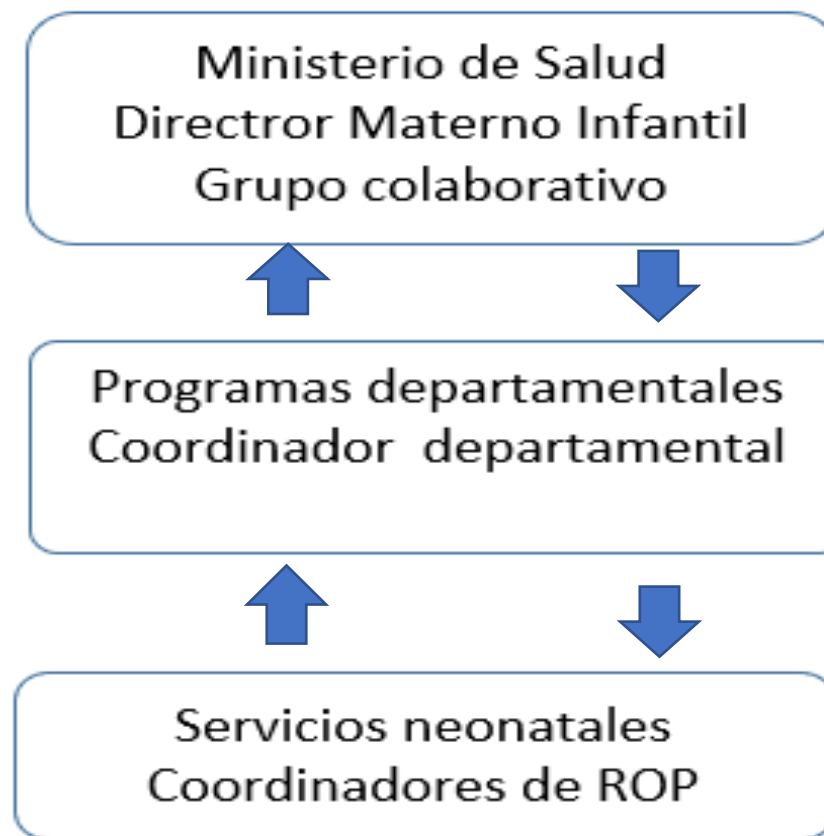 Ministerio de Salud
Directror Materno Infantil
Grupo colaborativo
Programas departamentales
Coordinador departamental
Servicios neonatales
Coordinadores de ROP